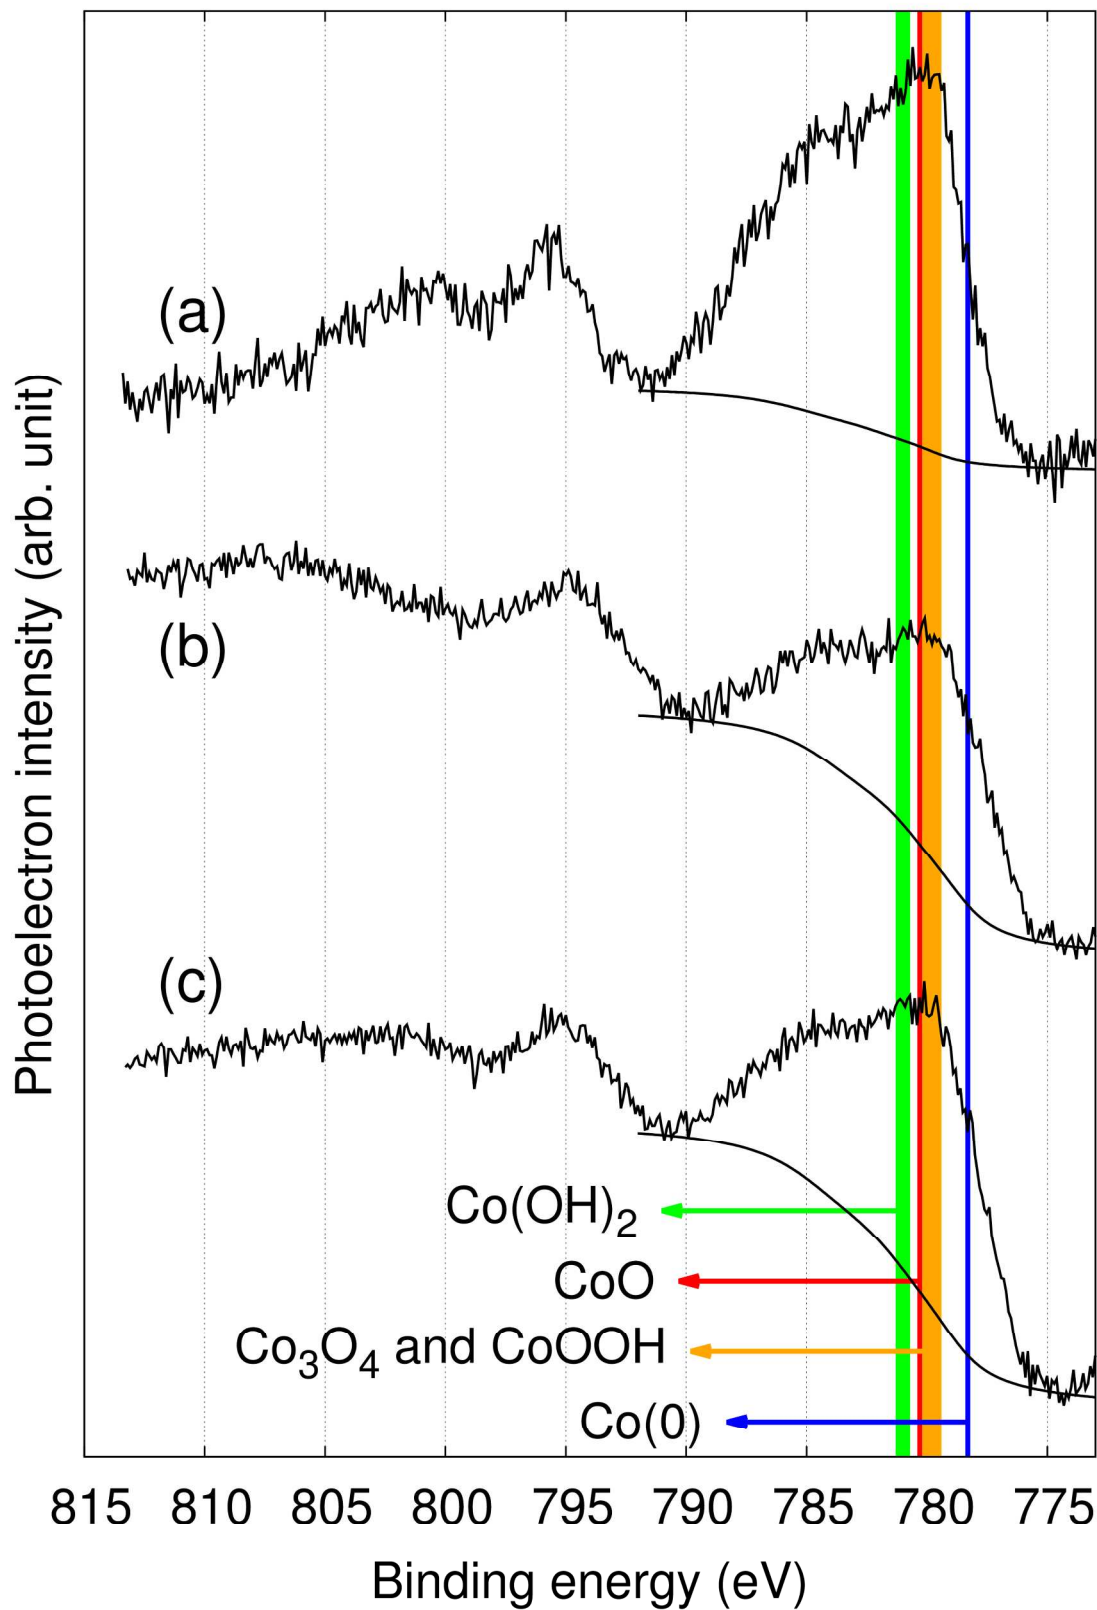 Photoelectron intensity (arb. unit)
(a)
(b)
(c)
Co(OH)₂
CoO
Co₃O₄ and CoOOH
Co(0)
815 810 805 800 795 790 785 780 775
Binding energy (eV)